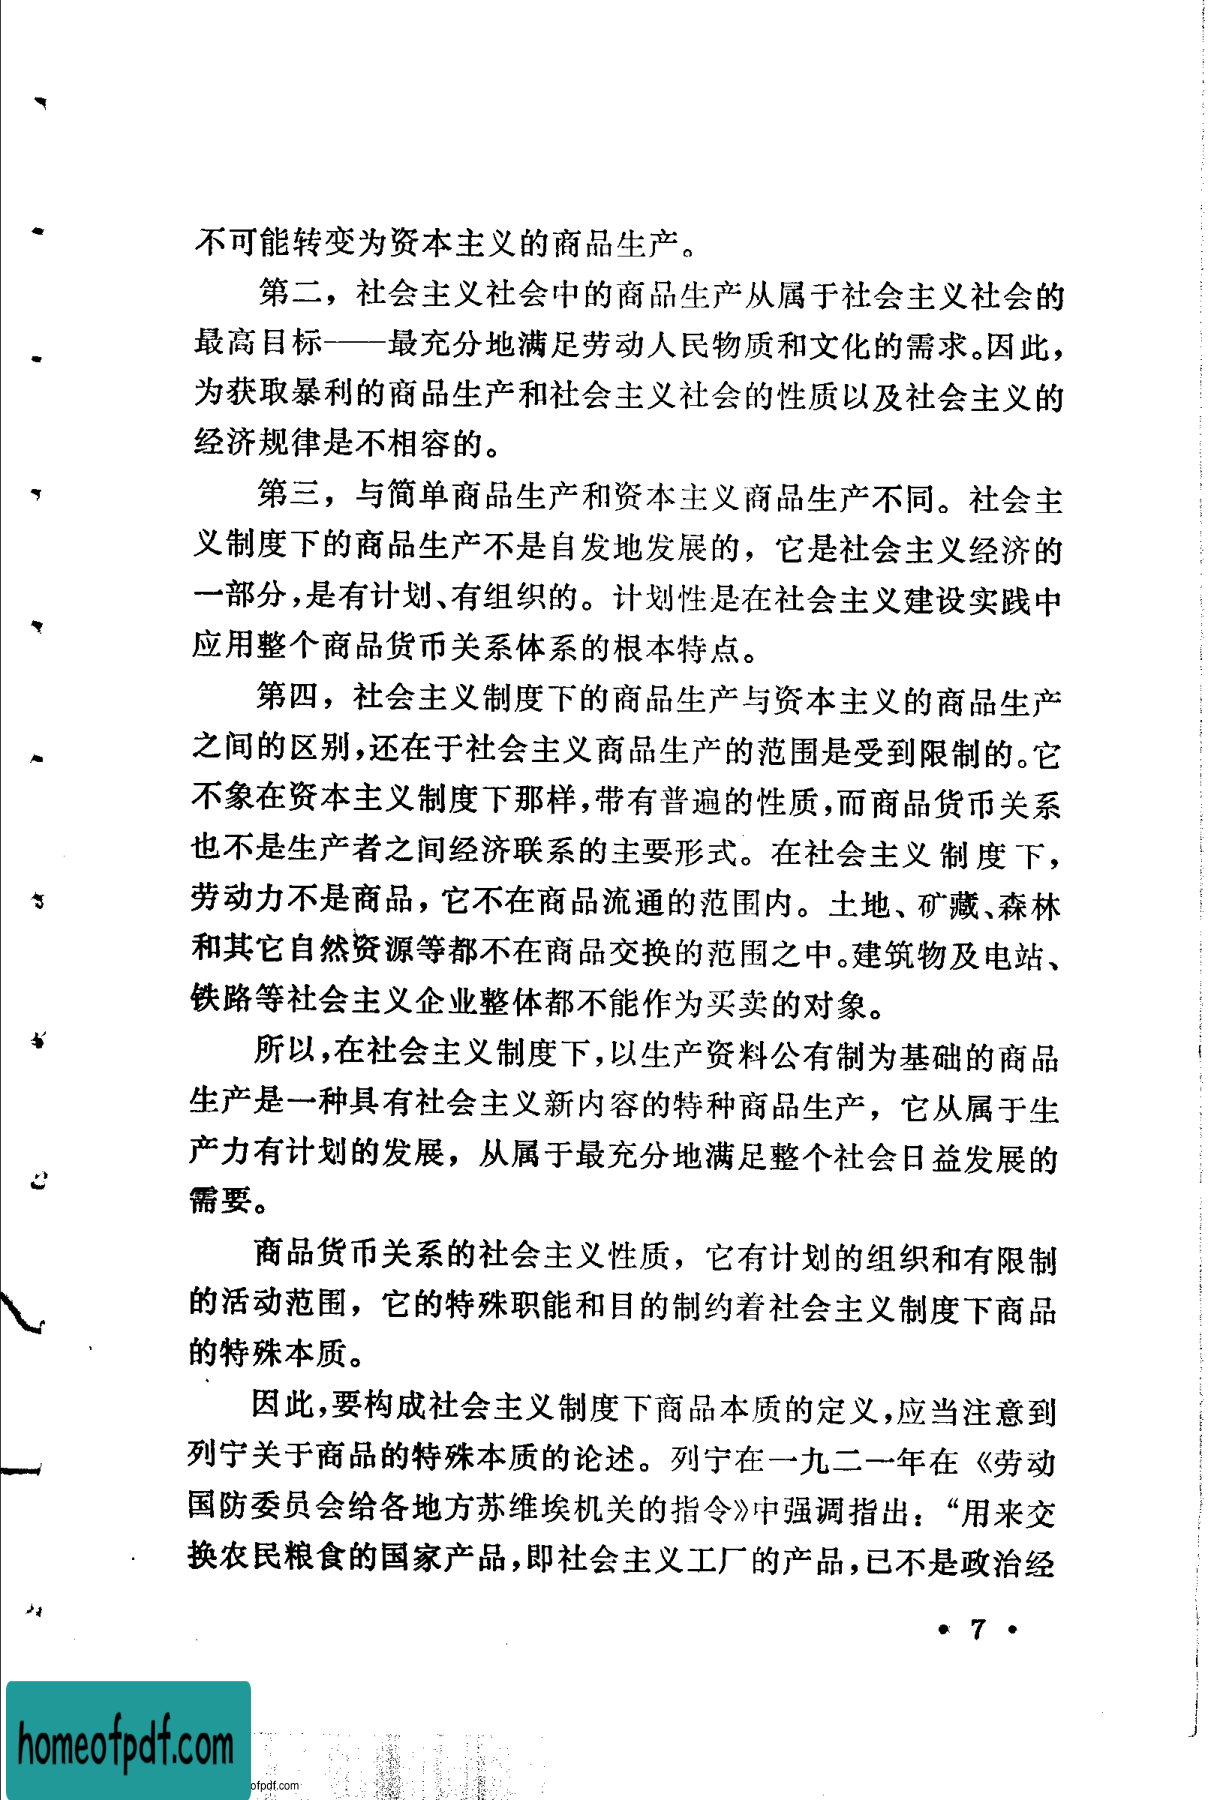 不可能转变为资本主义的商品生产。
第二，社会主义社会中的商品生产从属于社会主义社会的
最高目标——最充分地满足劳动人民物质和文化的需求。因此，
为获取暴利的商品生产和社会主义社会的性质以及社会主义的
经济规律是不相容的。
第三，与简单商品生产和资本主义商品生产不同。社会主
义制度下的商品生产不是自发地发展的，它是社会主义经济的
一部分，是有计划、有组织的。计划性是在社会主义建设实践中
应用整个商品货币关系体系的根本特点。
第四，社会主义制度下的商品生产与资本主义的商品生产
之间的区别，还在于社会主义商品生产的范围是受到限制的。它
不象在资本主义制度下那样，带有普遍的性质，而商品货币关系
也不是生产者之间经济联系的主要形式。在社会主义制度下，
劳动力不是商品，它不在商品流通的范围内。土地、矿藏、森林
和其它自然资源等都不在商品交换的范围之中。建筑物及电站、
铁路等社会主义企业整体都不能作为买卖的对象。
所以，在社会主义制度下，以生产资料公有制为基础的商品
生产是一种具有社会主义新内容的特种商品生产，它从属于生
产力有计划的发展，从属于最充分地满足整个社会日益发展的
需要。
商品货币关系的社会主义性质，它有计划的组织和有限制
的活动范围，它的特殊职能和目的制约着社会主义制度下商品
的特殊本质。
因此，要构成社会主义制度下商品本质的定义，应当注意到
列宁关于商品的特殊本质的论述。列宁在一九二一年在《劳动
国防委员会给各地方苏维埃机关的指令》中强调指出：“用来交
换农民粮食的国家产品，即社会主义工厂的产品，已不是政治经
• 7 •
homeofpdf.com
ofpdf.com